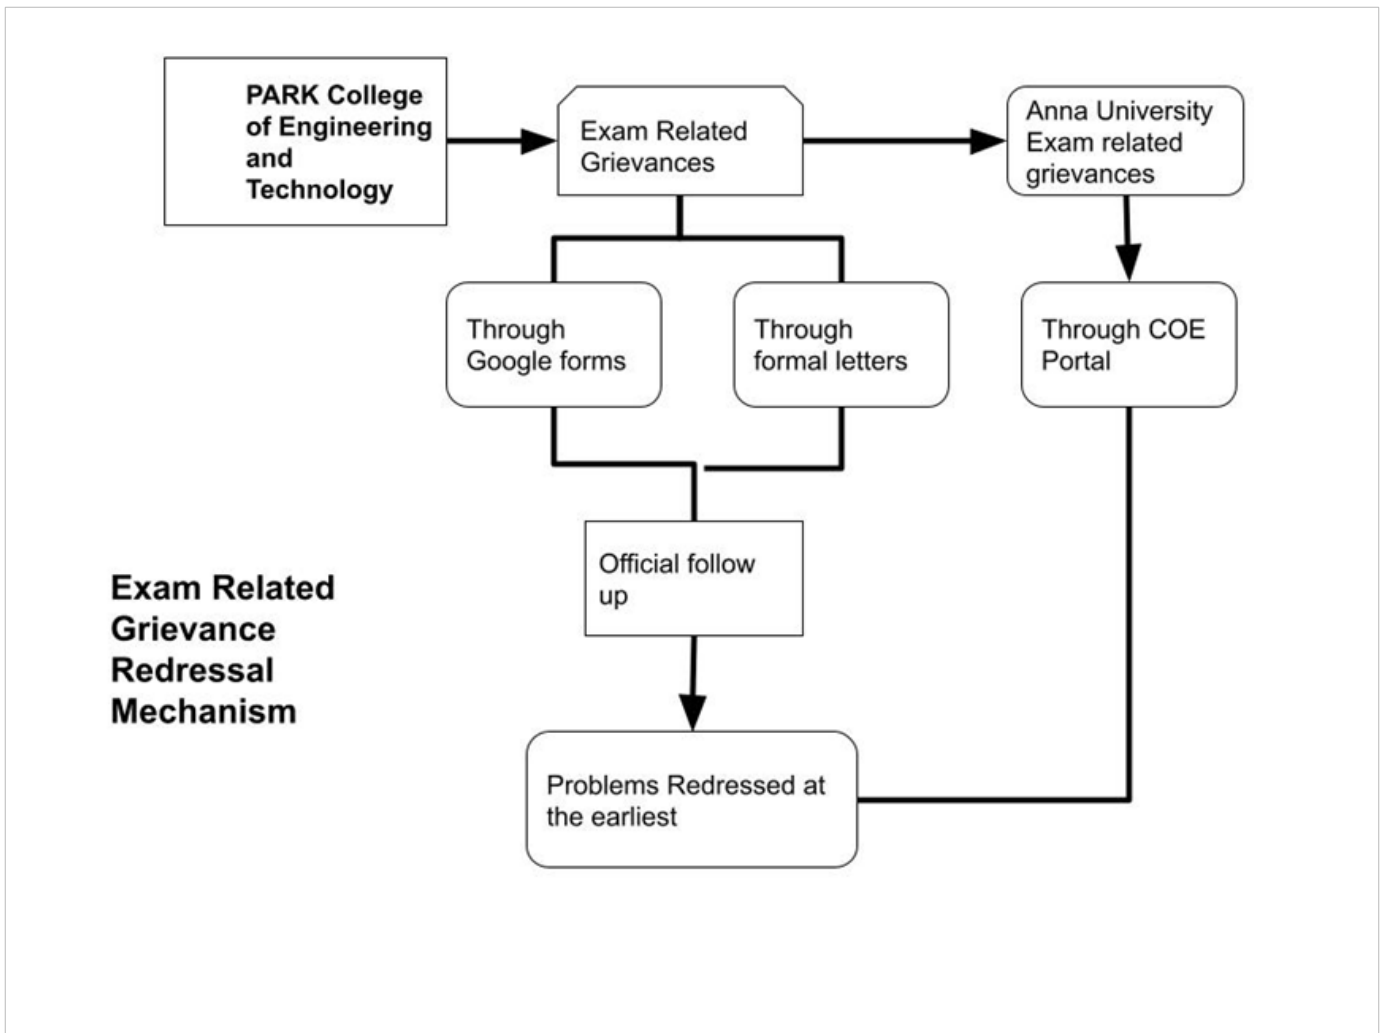 PARK College
of Engineering
and
Technology
Exam Related
Grievances
Anna University
Exam related
grievances
Through
Google forms
Through
formal letters
Through COE
Portal
Official follow
up
Exam Related
Grievance
Redressal
Mechanism
Problems Redressed at
the earliest